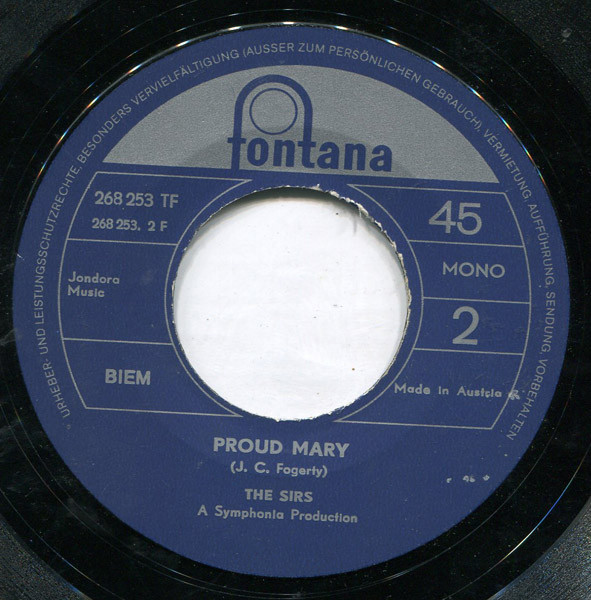 URHEBER- UND LEISTUNGSSCHUTZRECHTE, BESONDERS VERVIELFÄLTIGUNG (AUSSER ZUM PERSÖNLICHEN GEBRAUCH), VERMIETUNG AUFFÜHRUNG, SENDUNG, VORBEHALTEN
fontana
268 253 TF
268 253. 2 F
45
Jondora
Music
MONO
2
BIEM
Made in Austria
PROUD MARY
(J. C. Fogerty)
THE SIRS
A Symphonia Production